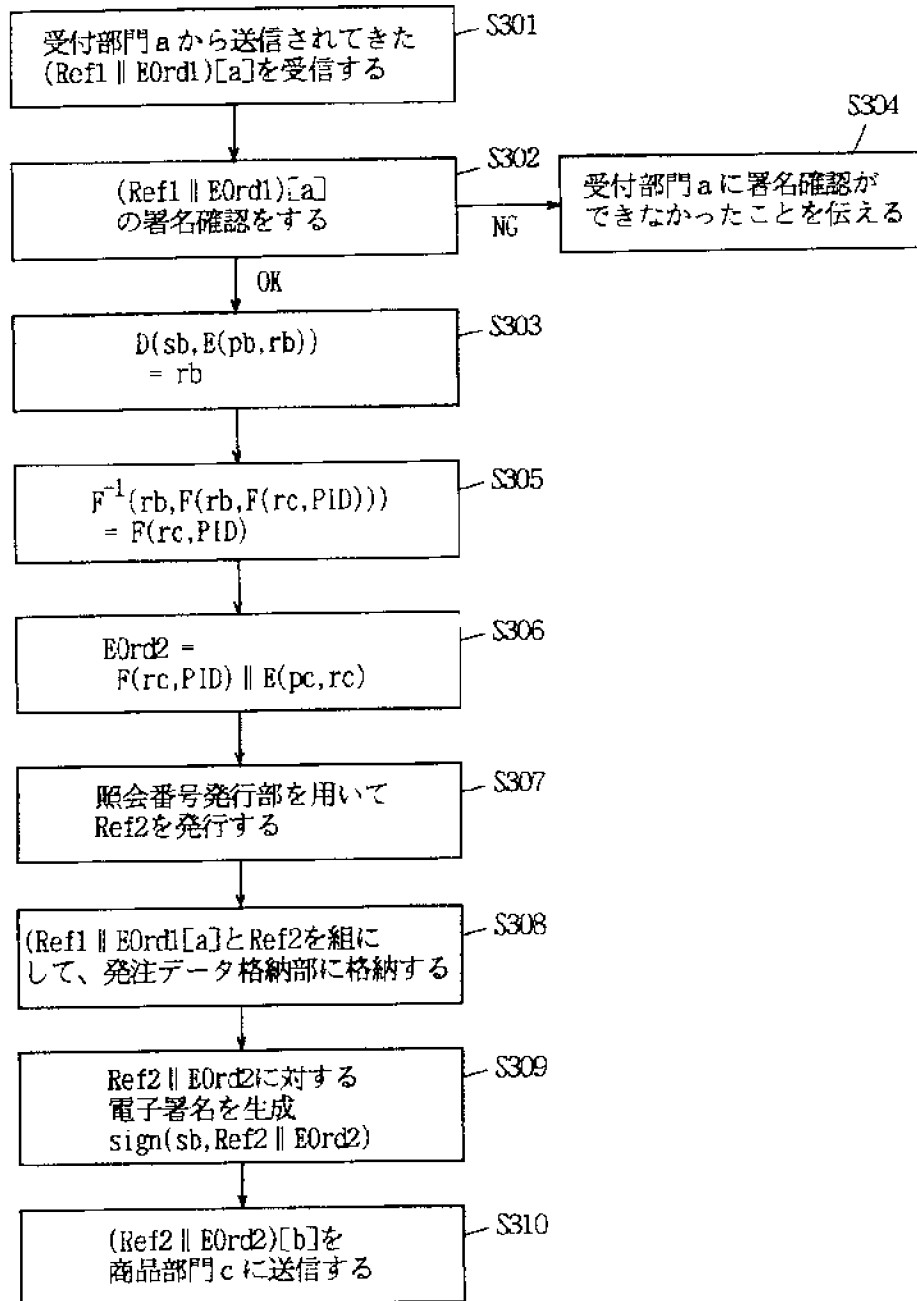 受付部門aから送信されてきた
(Ref1 ∥ EOrd1)[a]を受信する
S301
(Ref1 ∥ EOrd1)[a]
の署名確認をする
S302
NG
受付部門aに署名確認が
できなかったことを伝える
S304
OK
D(sb,E(pb,rb))
= rb
S303
F⁻¹(rb,F(rb,F(rc,PID)))
= F(rc,PID)
S305
EOrd2 =
F(rc,PID) ∥ E(pc,rc)
S306
照会番号発行部を用いて
Ref2を発行する
S307
(Ref1 ∥ EOrd1[a]とRef2を組に
して、発注データ格納部に格納する
S308
Ref2 ∥ EOrd2に対する
電子署名を生成
sign(sb,Ref2 ∥ EOrd2)
S309
(Ref2 ∥ EOrd2)[b]を
商品部門cに送信する
S310